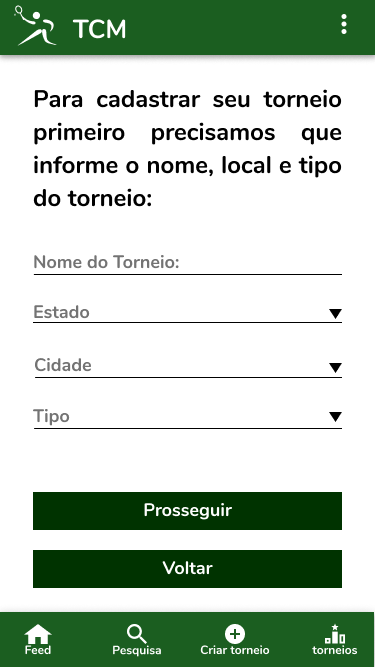 TCM
Para cadastrar seu torneio
primeiro precisamos que
informe o nome, local e tipo
do torneio:
Nome do Torneio:
Estado
Cidade
Tipo
Prosseguir
Voltar
Feed
Pesquisa
Criar torneio
torneios